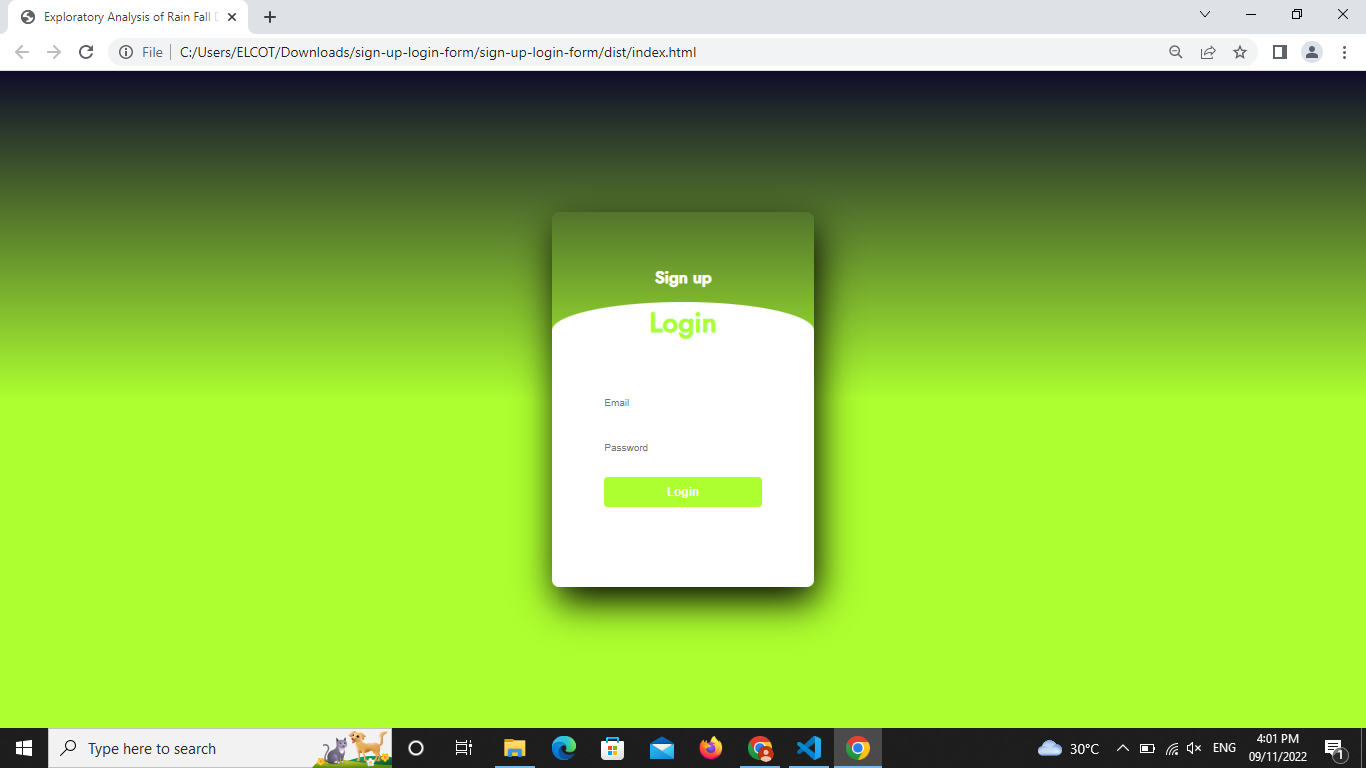 Exploratory Analysis of Rain Fall
File
C:/Users/ELCOT/Downloads/sign-up-login-form/sign-up-login-form/dist/index.html
Sign up
Login
Email
Password
Login
Type here to search
30°C
ENG
4:01 PM
09/11/2022
1